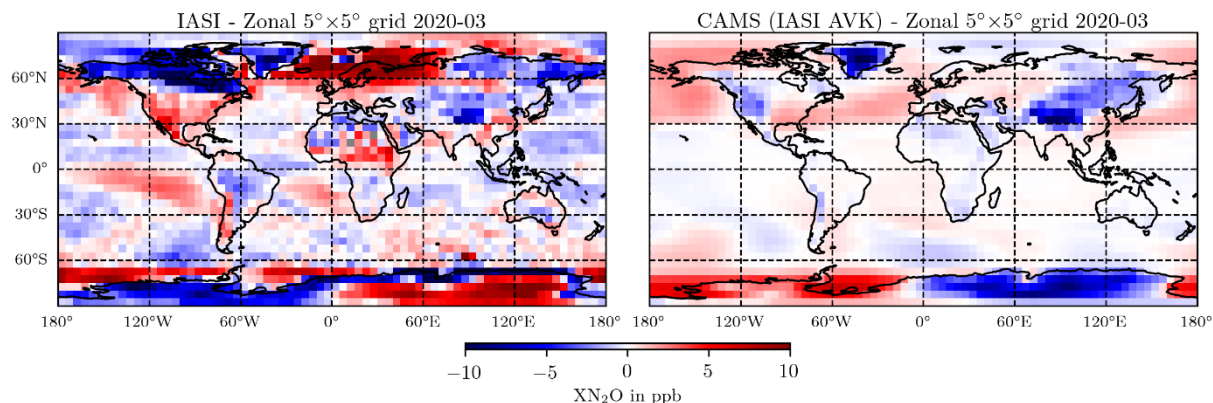 IASI - Zonal 5°×5° grid 2020-03
CAMS (IASI AVK) - Zonal 5°×5° grid 2020-03
60°N
30°N
0°
30°S
60°S
180° 120°W 60°W 0° 60°E 120°E 180°
180° 120°W 60°W 0° 60°E 120°E 180°
−10 −5 0 5 10
XN₂O in ppb